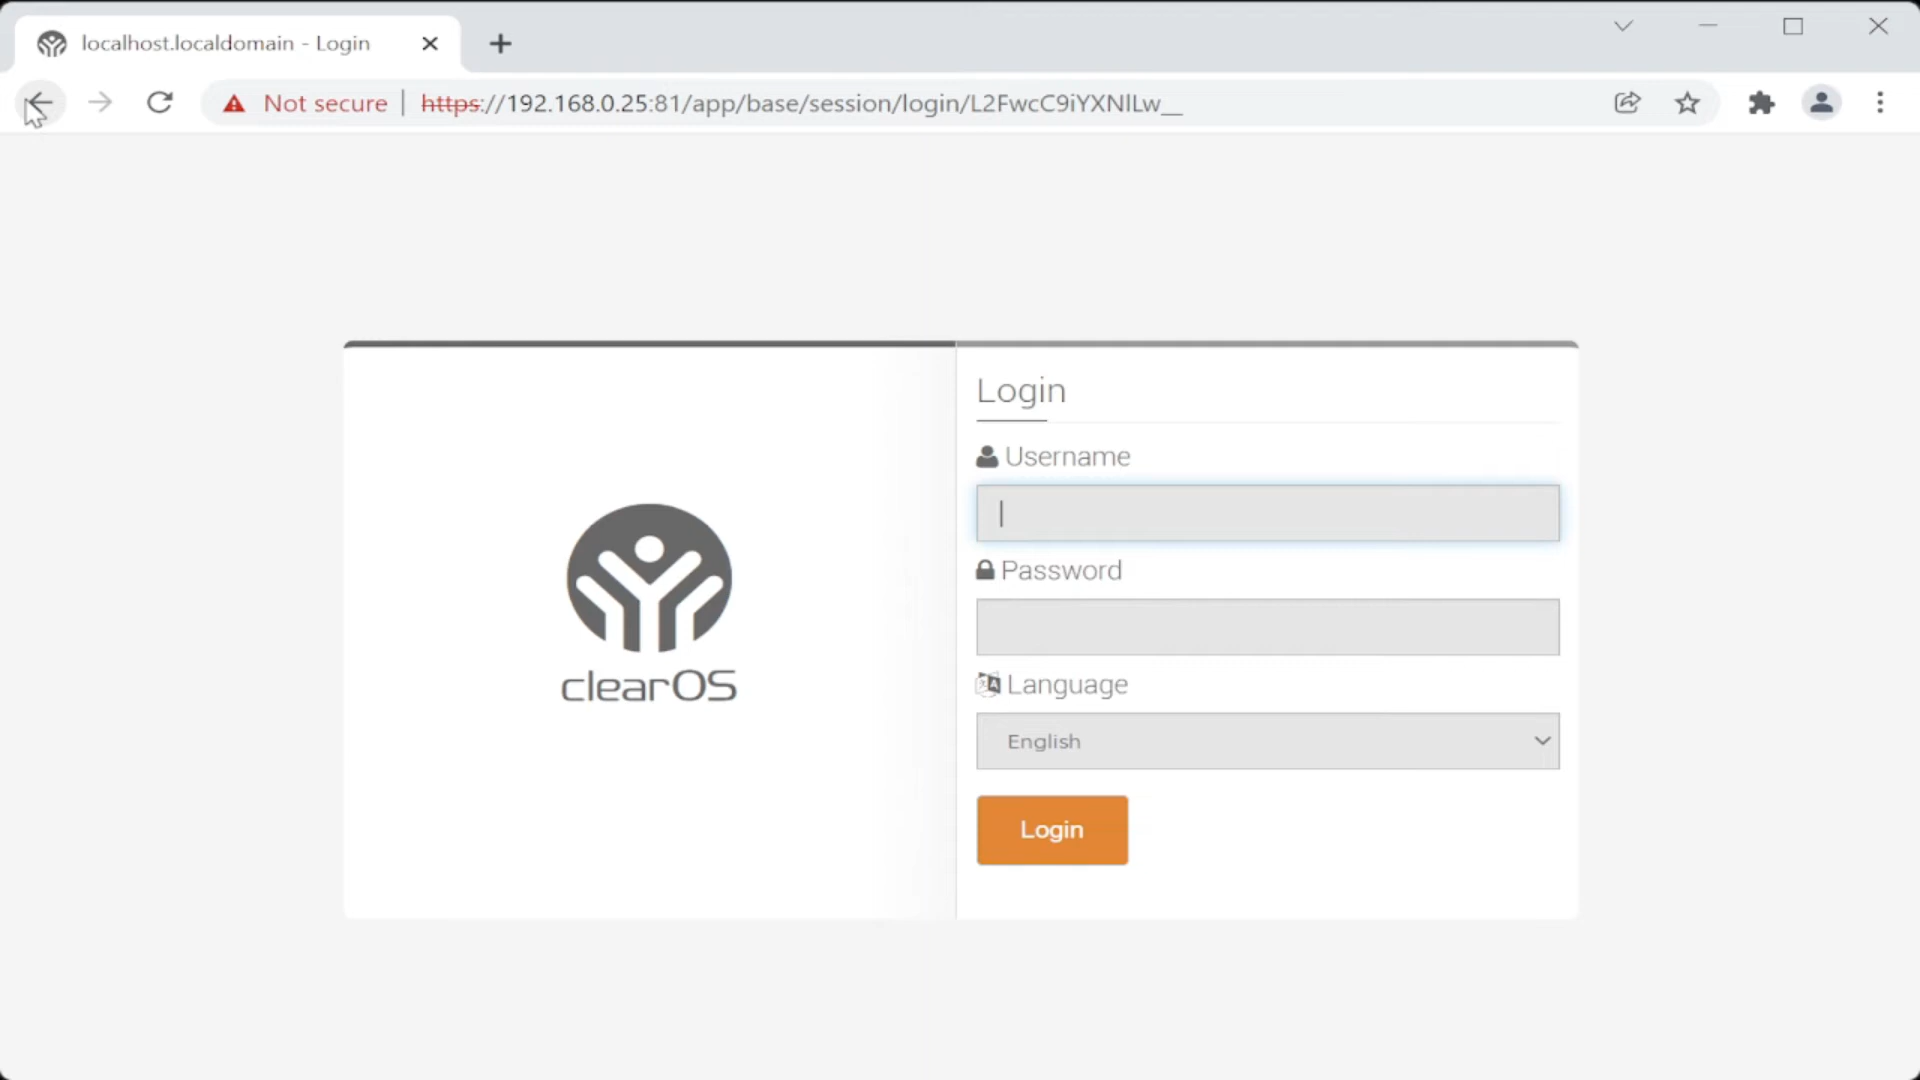 localhost.localdomain - Login
Not secure | https://192.168.0.25:81/app/base/session/login/L2FwcC9iYXNlLw__
Login
Username
Password
Language
English
Login
clearOS